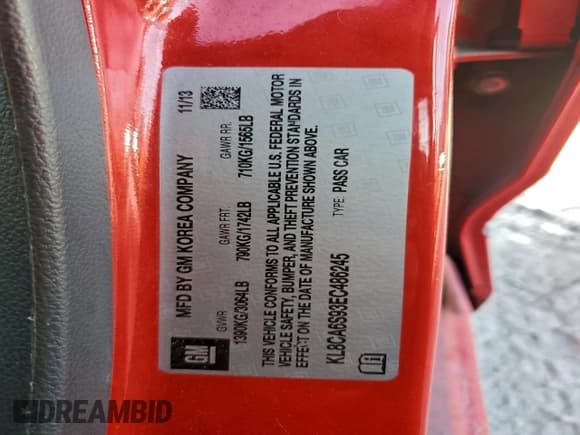 MFD BY GM KOREA COMPANY 11/13
GVWR GAWR FRT. GAWR RR.
1390KG/3064LB 790KG/1742LB 710KG/1565LB
THIS VEHICLE CONFORMS TO ALL APPLICABLE U.S. FEDERAL MOTOR
VEHICLE SAFETY, BUMPER, AND THEFT PREVENTION STANDARDS IN
EFFECT ON THE DATE OF MANUFACTURE SHOWN ABOVE.
KL8CA6S93EC486245 TYPE: PASS CAR
GM
DREAMBID